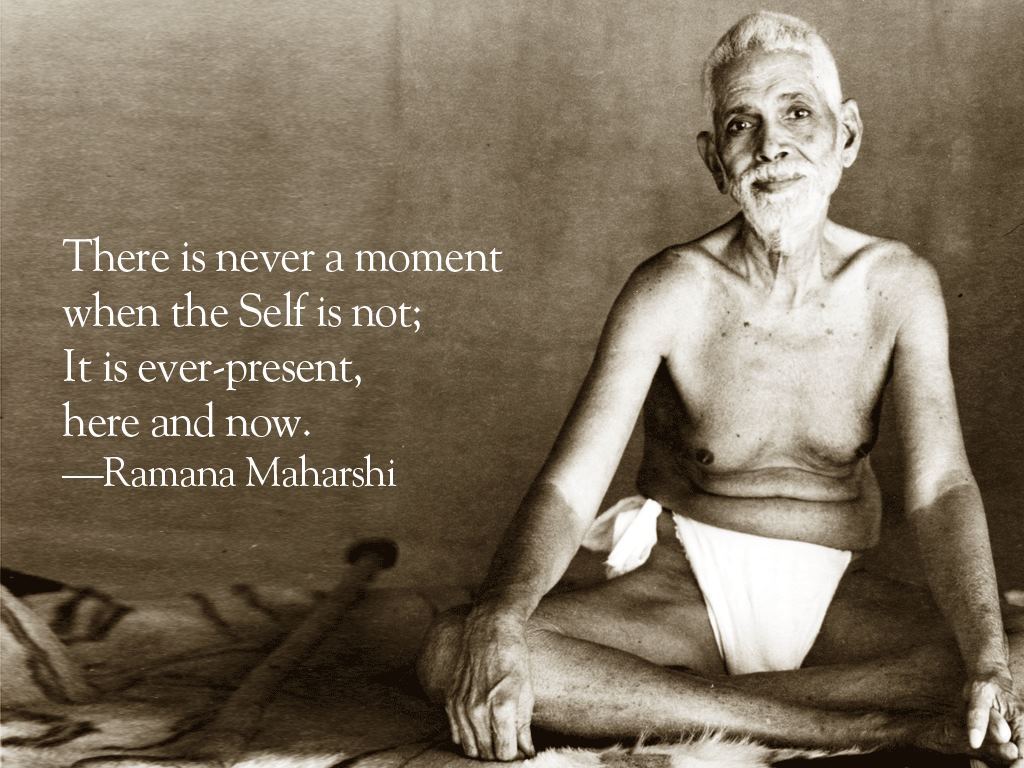 There is never a moment
when the Self is not;
It is ever-present,
here and now.
—Ramana Maharshi